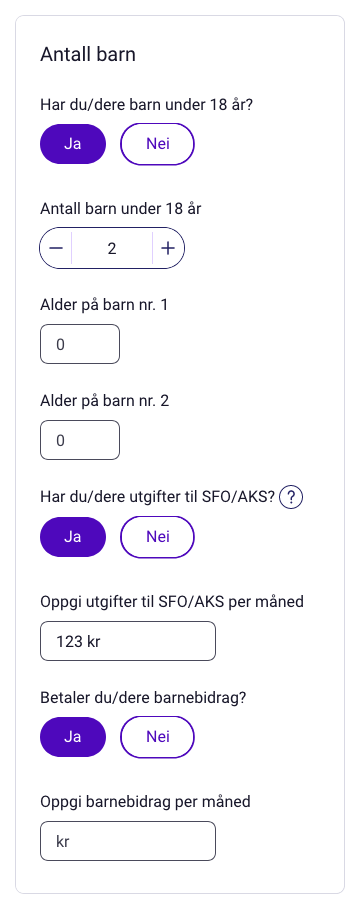 Antall barn
Har du/dere barn under 18 år?
Ja Nei
Antall barn under 18 år
− 2 +
Alder på barn nr. 1
0
Alder på barn nr. 2
0
Har du/dere utgifter til SFO/AKS? ?
Ja Nei
Oppgi utgifter til SFO/AKS per måned
123 kr
Betaler du/dere barnebidrag?
Ja Nei
Oppgi barnebidrag per måned
kr